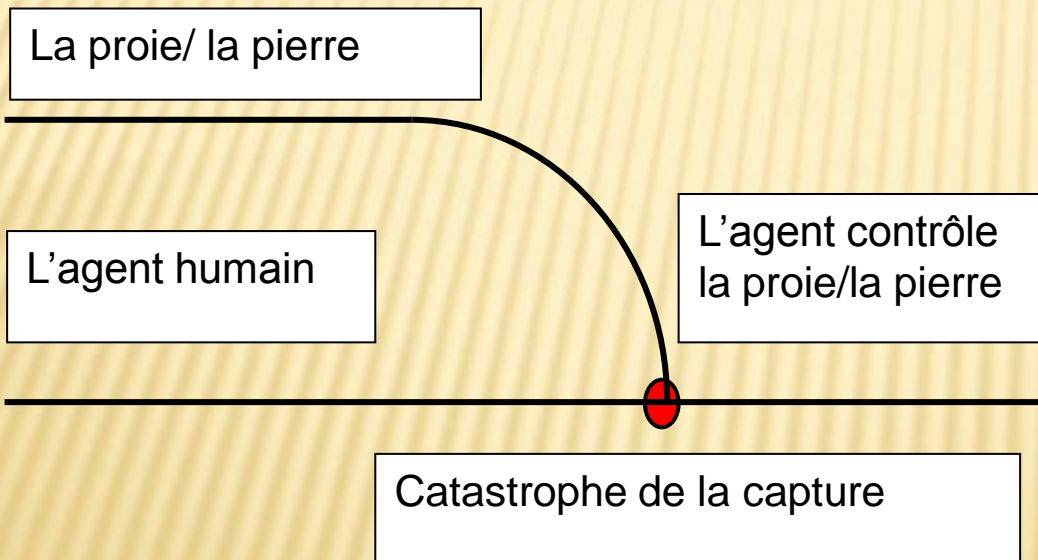 La proie/ la pierre
L’agent humain
L’agent contrôle
la proie/la pierre
Catastrophe de la capture